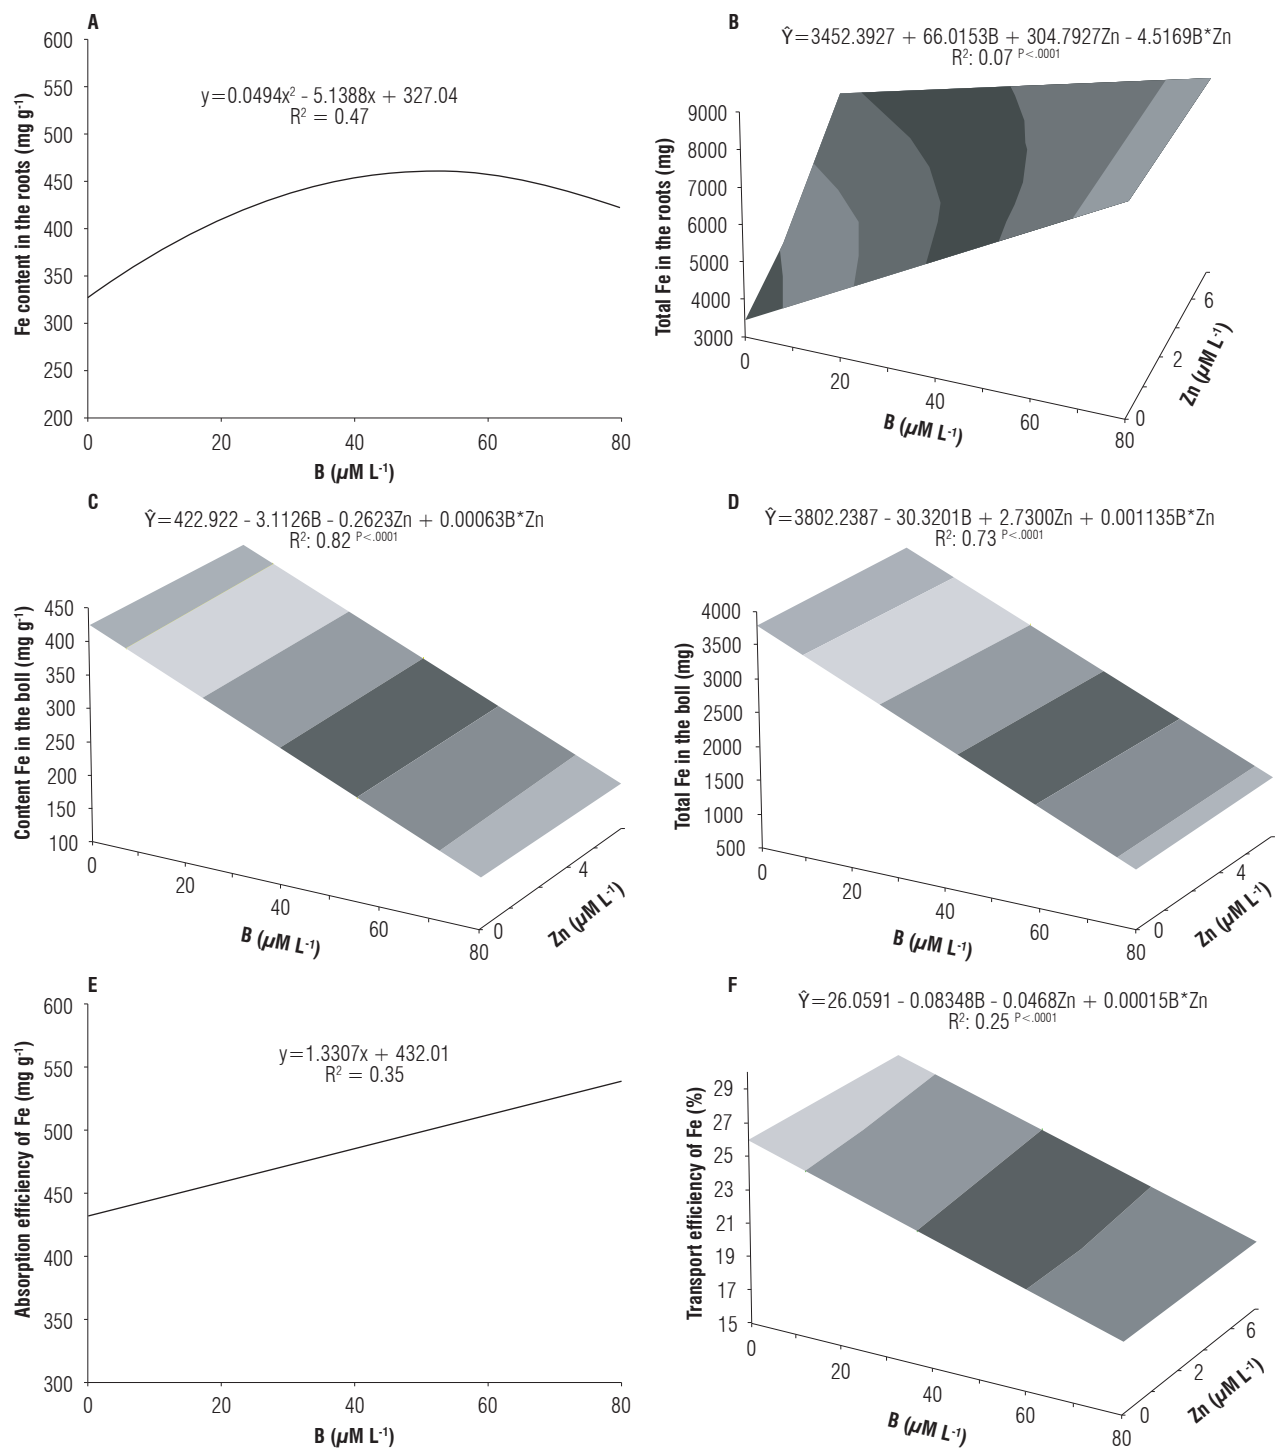 A
600
550
500
450
400
350
300
250
200
Fe content in the roots (mg g⁻¹)
y=0.0494x² - 5.1388x + 327.04
R² = 0.47
0 20 40 60 80
B (µM L⁻¹)
B
Ŷ=3452.3927 + 66.0153B + 304.7927Zn - 4.5169B*Zn
R²: 0.07 P<.0001
9000
8000
7000
6000
5000
4000
3000
Total Fe in the roots (mg)
0 20 40 60 80
B (µM L⁻¹)
0 2 6
Zn (µM L⁻¹)
C
Ŷ=422.922 - 3.1126B - 0.2623Zn + 0.00063B*Zn
R²: 0.82 P<.0001
450
400
350
300
250
200
150
100
Content Fe in the boll (mg g⁻¹)
0 20 40 60 80
B (µM L⁻¹)
0 4
Zn (µM L⁻¹)
D
Ŷ=3802.2387 - 30.3201B + 2.7300Zn + 0.001135B*Zn
R²: 0.73 P<.0001
4000
3500
3000
2500
2000
1500
1000
500
Total Fe in the boll (mg)
0 20 40 60 80
B (µM L⁻¹)
0 4
Zn (µM L⁻¹)
E
600
550
500
450
400
350
300
Absorption efficiency of Fe (mg g⁻¹)
y=1.3307x + 432.01
R² = 0.35
0 20 40 60 80
B (µM L⁻¹)
F
Ŷ=26.0591 - 0.08348B - 0.0468Zn + 0.00015B*Zn
R²: 0.25 P<.0001
29
27
25
23
21
19
17
15
Transport efficiency of Fe (%)
0 20 40 60 80
B (µM L⁻¹)
0 2 6
Zn (µM L⁻¹)